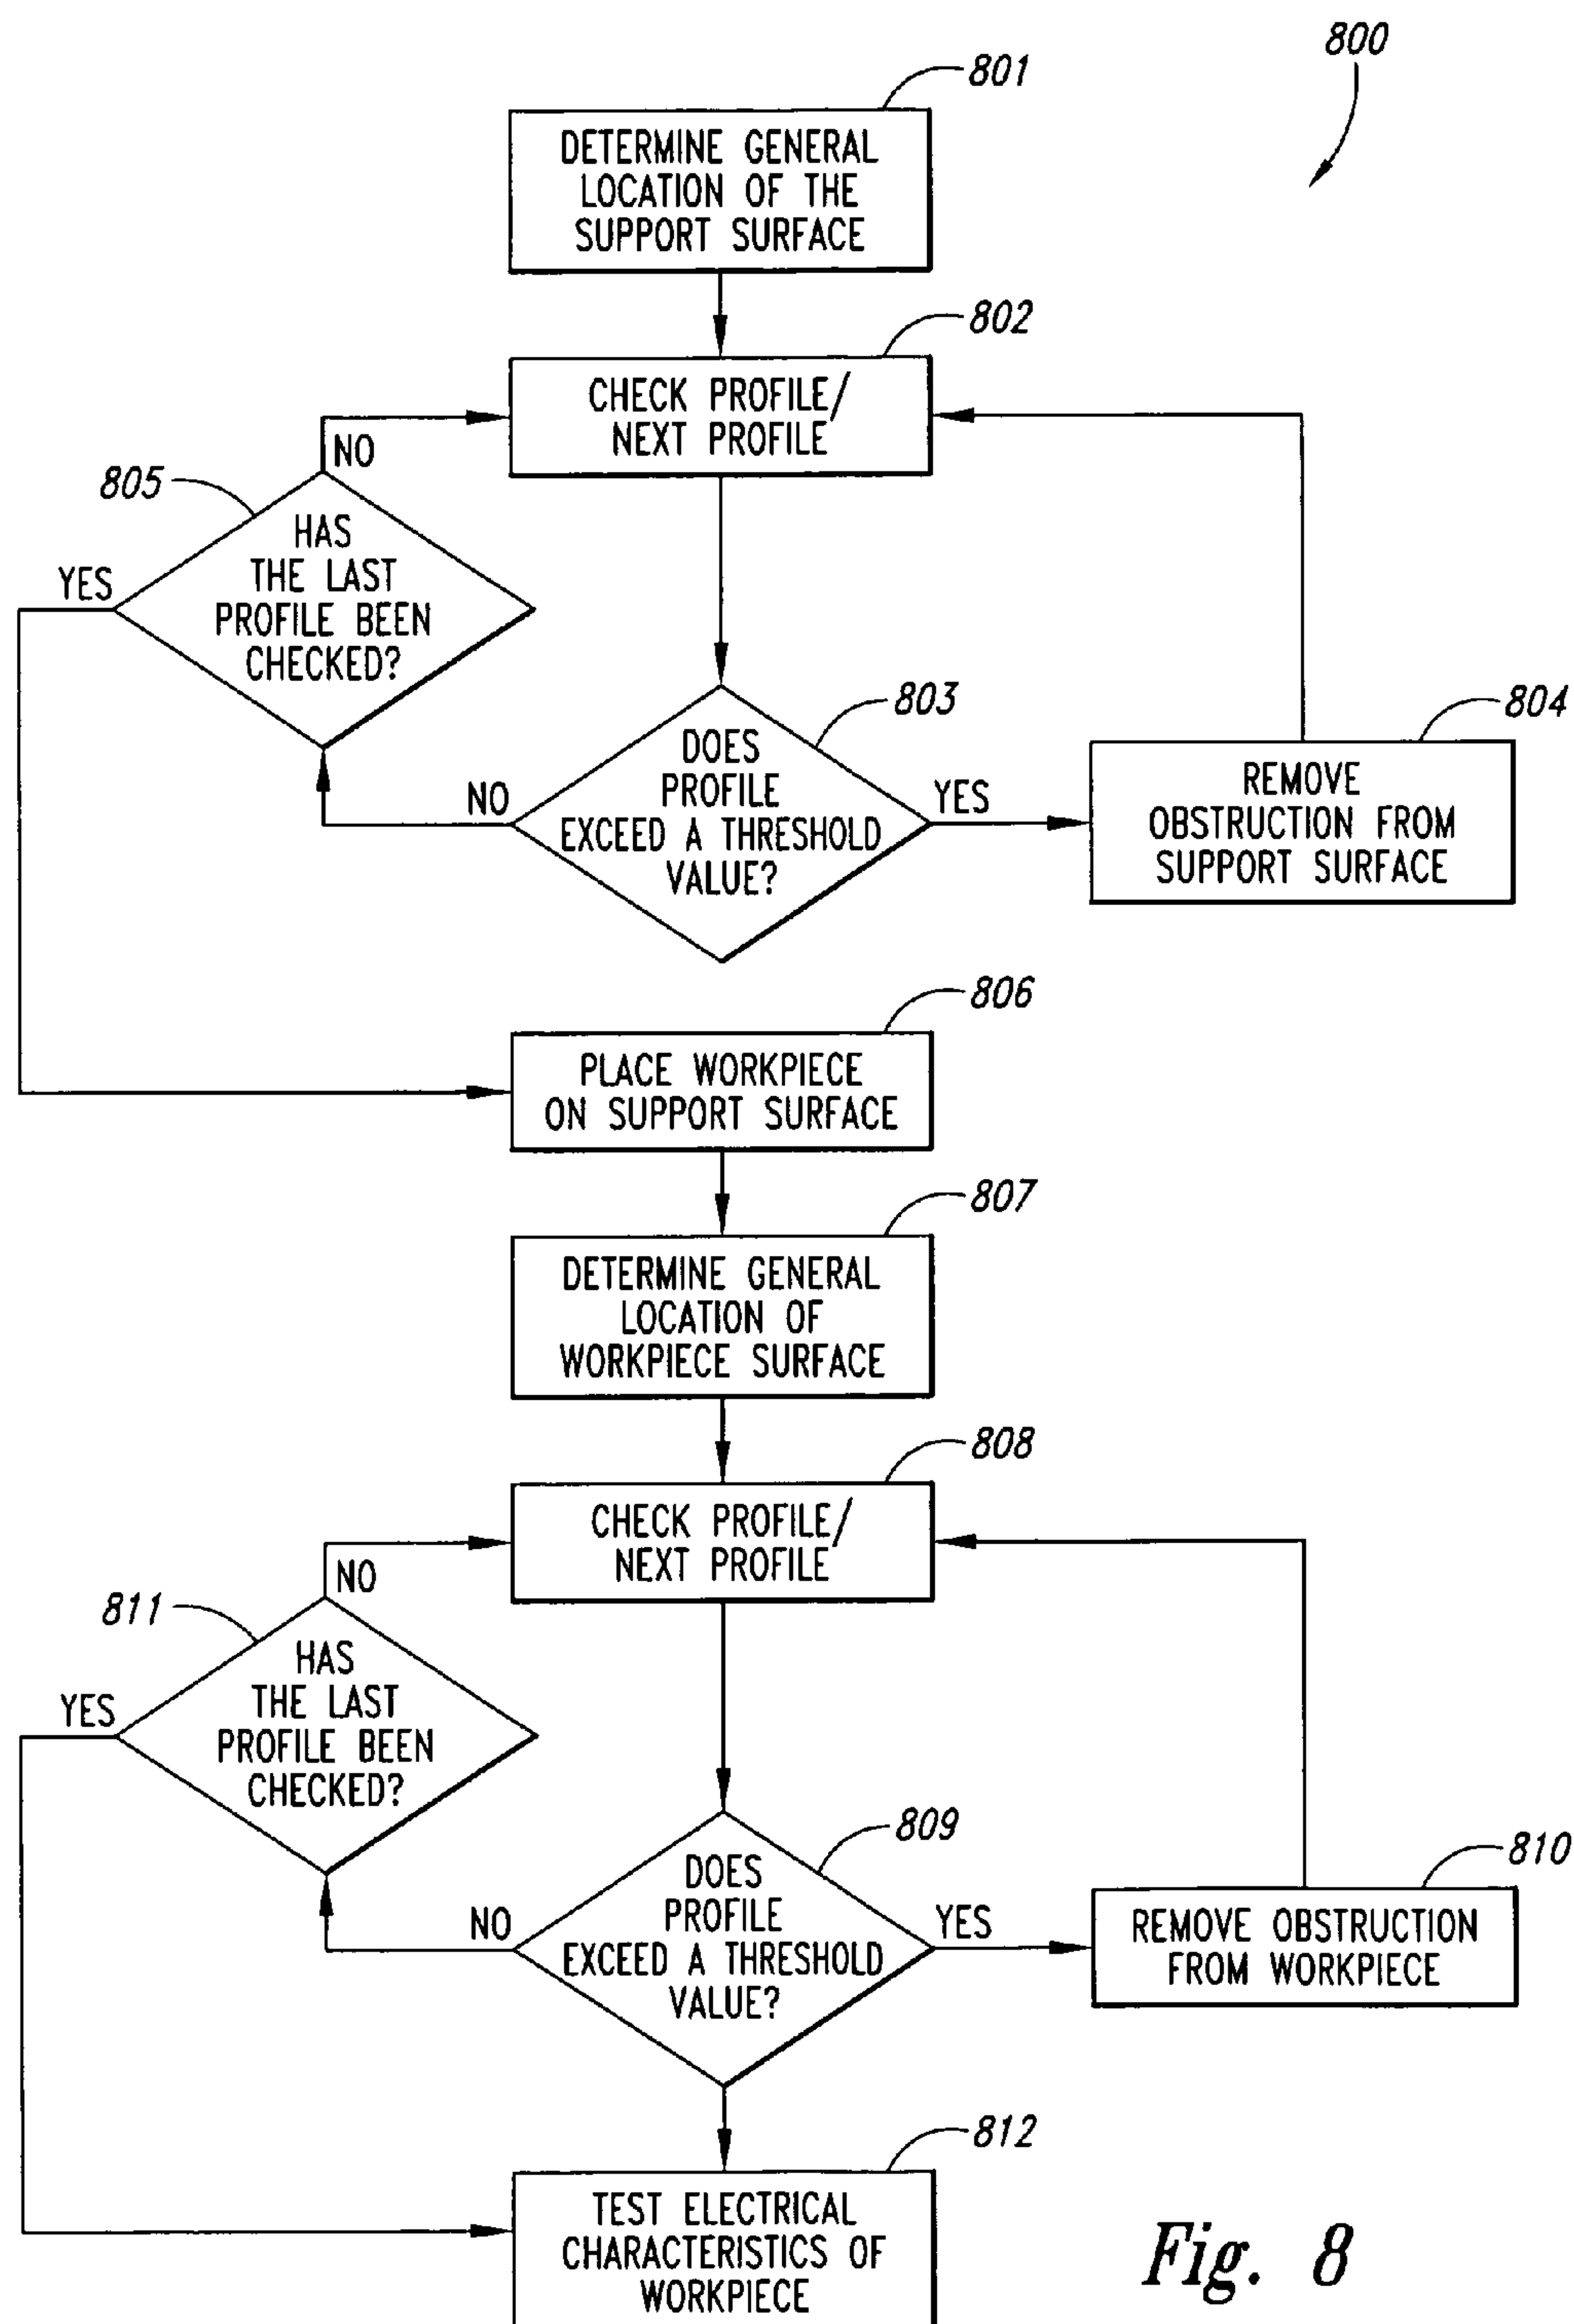 800
801
DETERMINE GENERAL
LOCATION OF THE
SUPPORT SURFACE
802
CHECK PROFILE/
NEXT PROFILE
NO
805
HAS
THE LAST
PROFILE BEEN
CHECKED?
YES
803
DOES
PROFILE
EXCEED A THRESHOLD
VALUE?
NO
YES
804
REMOVE
OBSTRUCTION FROM
SUPPORT SURFACE
806
PLACE WORKPIECE
ON SUPPORT SURFACE
807
DETERMINE GENERAL
LOCATION OF
WORKPIECE SURFACE
808
CHECK PROFILE/
NEXT PROFILE
NO
811
HAS
THE LAST
PROFILE BEEN
CHECKED?
YES
809
DOES
PROFILE
EXCEED A THRESHOLD
VALUE?
NO
YES
810
REMOVE OBSTRUCTION
FROM WORKPIECE
812
TEST ELECTRICAL
CHARACTERISTICS OF
WORKPIECE
Fig. 8